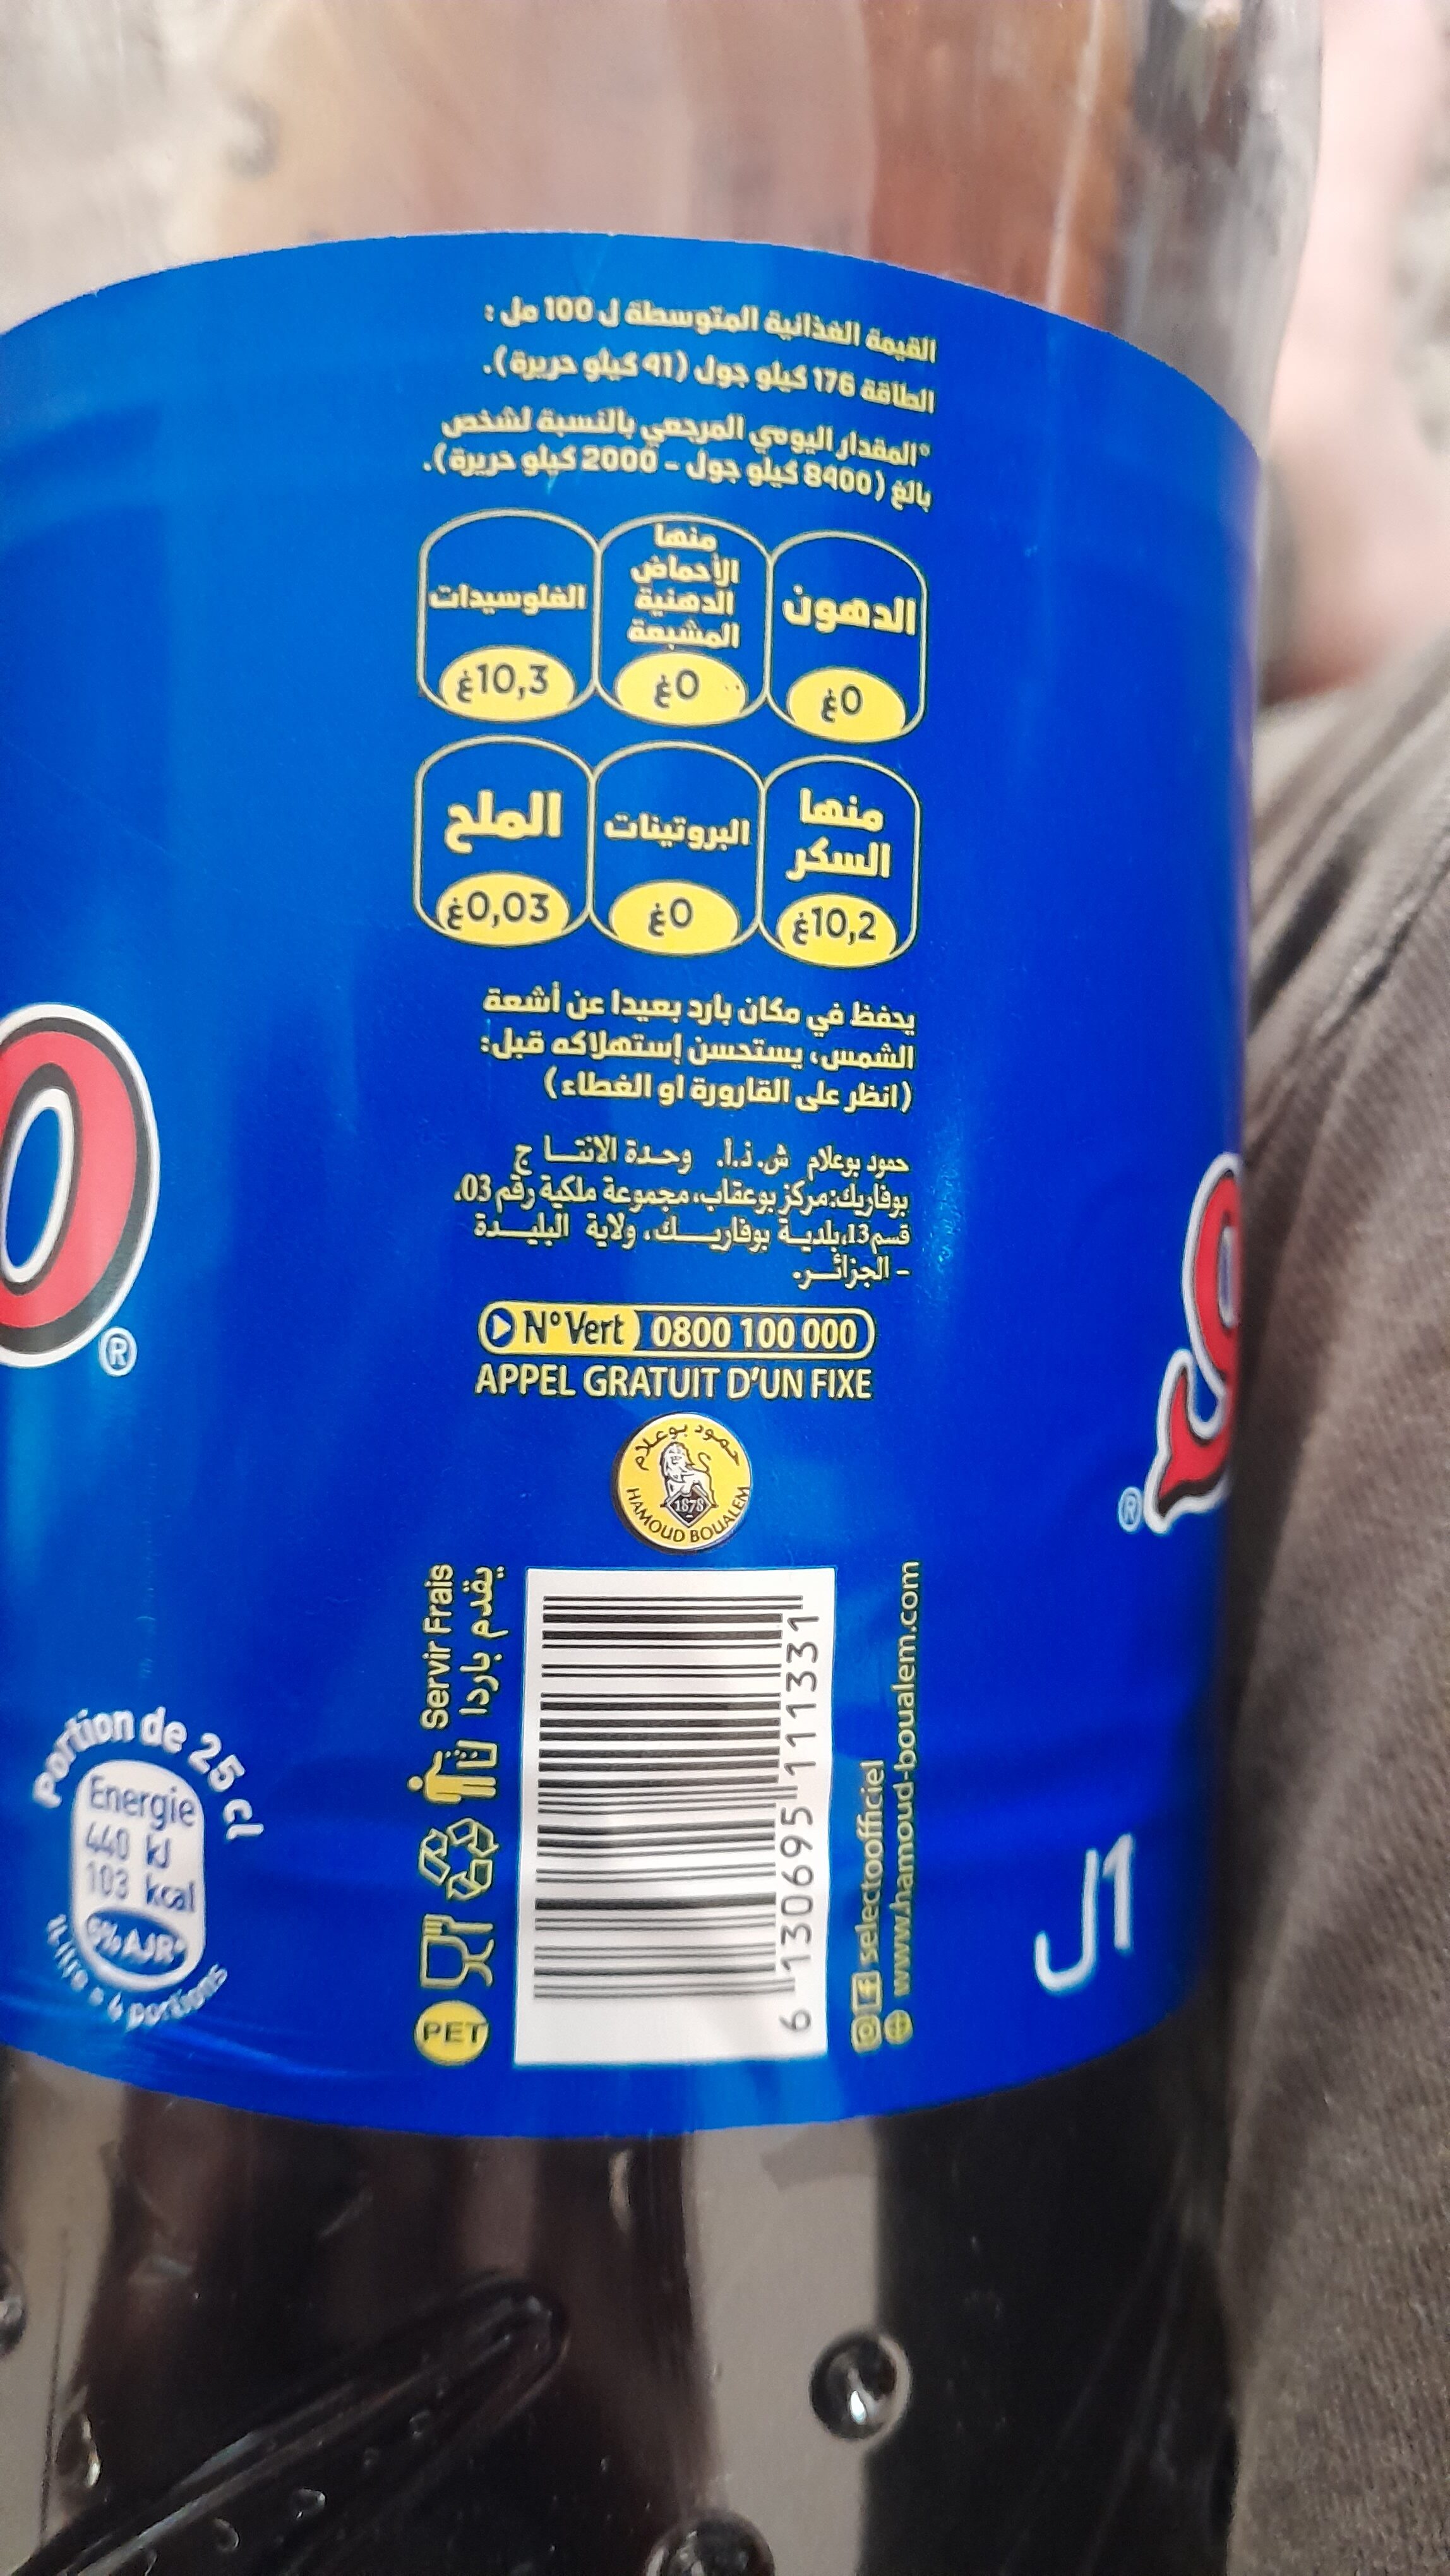 القيمة الغذائية المتوسطة ل 100 مل :
الطاقة 176 كيلو جول (41 كيلو حريرة).
*المقدار اليومي المرجعي بالنسبة لشخص
بالغ (8400 كيلو جول - 2000 كيلو حريرة).
الدهون
0غ
منها
الأحماض
الدهنية
المشبعة
0غ
الغلوسيدات
10,3غ
منها
السكر
10,2غ
البروتينات
0غ
الملح
0,03غ
يحفظ في مكان بارد بعيدا عن أشعة
الشمس، يستحسن إستهلاكه قبل:
(انظر على القارورة او الغطاء)
حمود بوعلام ش.ذ.أ. وحدة الانتاج
بوفاريك:مركز بوعقاب، مجموعة ملكية رقم 03،
قسم13،بلدية بوفاريك، ولاية البليدة
- الجزائر.
N° Vert 0800 100 000
APPEL GRATUIT D'UN FIXE
حمود بوعلام
1878
HAMOUD BOUALEM
Servir Frais
يقدم باردا
PET
6 130695 111331
selectoofficiel
www.hamoud-boualem.com
1ل
Portion de 25 cl
Energie
440 kJ
103 kcal
5% AJR*
1Litre = 4 portions
®
®